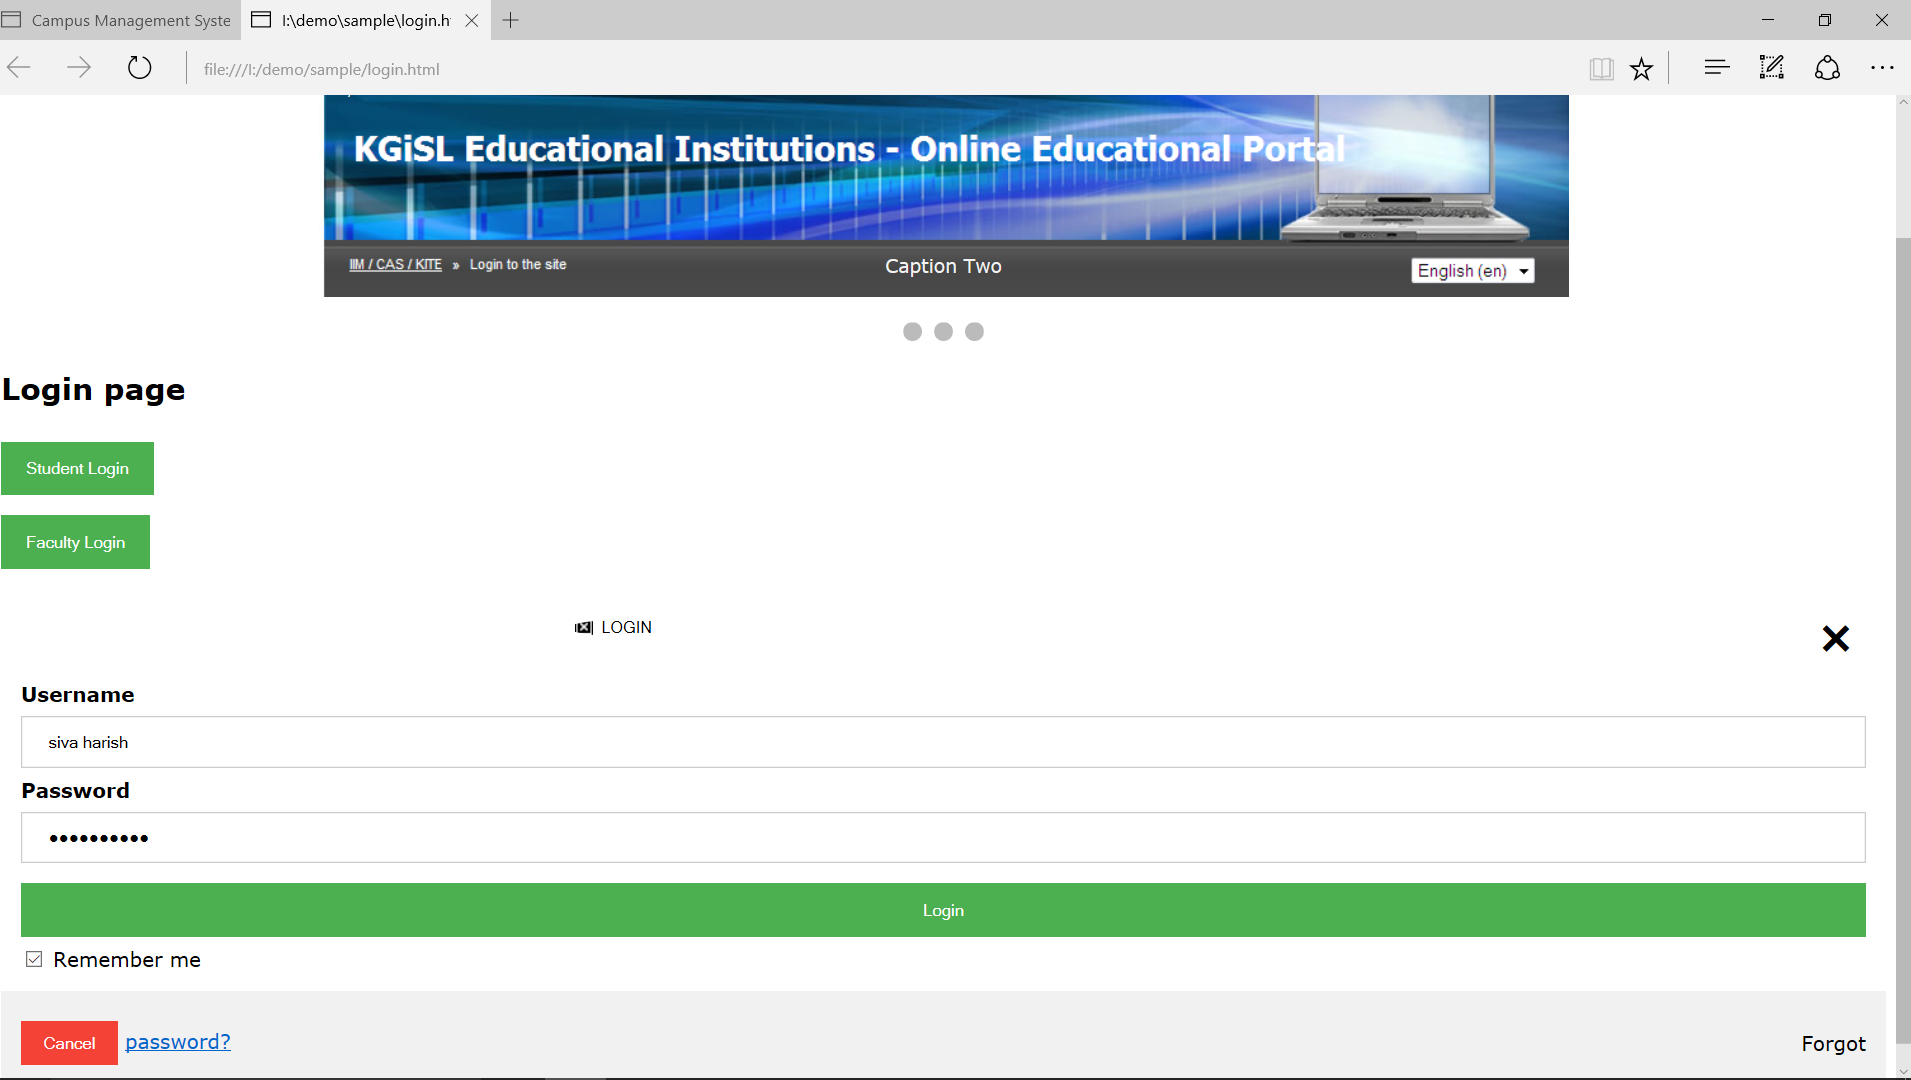 Campus Management Syste
I:\demo\sample\login.h
file:///I:/demo/sample/login.html
KGiSL Educational Institutions - Online Educational Portal
IIM / CAS / KITE » Login to the site
Caption Two
English (en)
Login page
Student Login
Faculty Login
LOGIN
Username
siva harish
Password
Login
Remember me
Cancel password?
Forgot